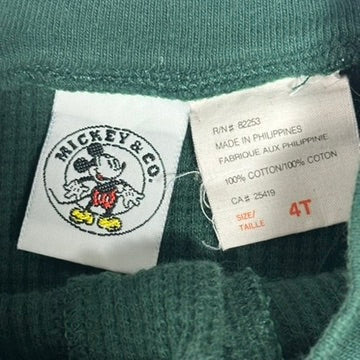 MICKEY & CO.
R/N# 82253
MADE IN PHILIPPINES
FABRIQUE AUX PHILIPPINE
100% COTTON/100% COTON
CA# 25419
SIZE/
TAILLE 4T